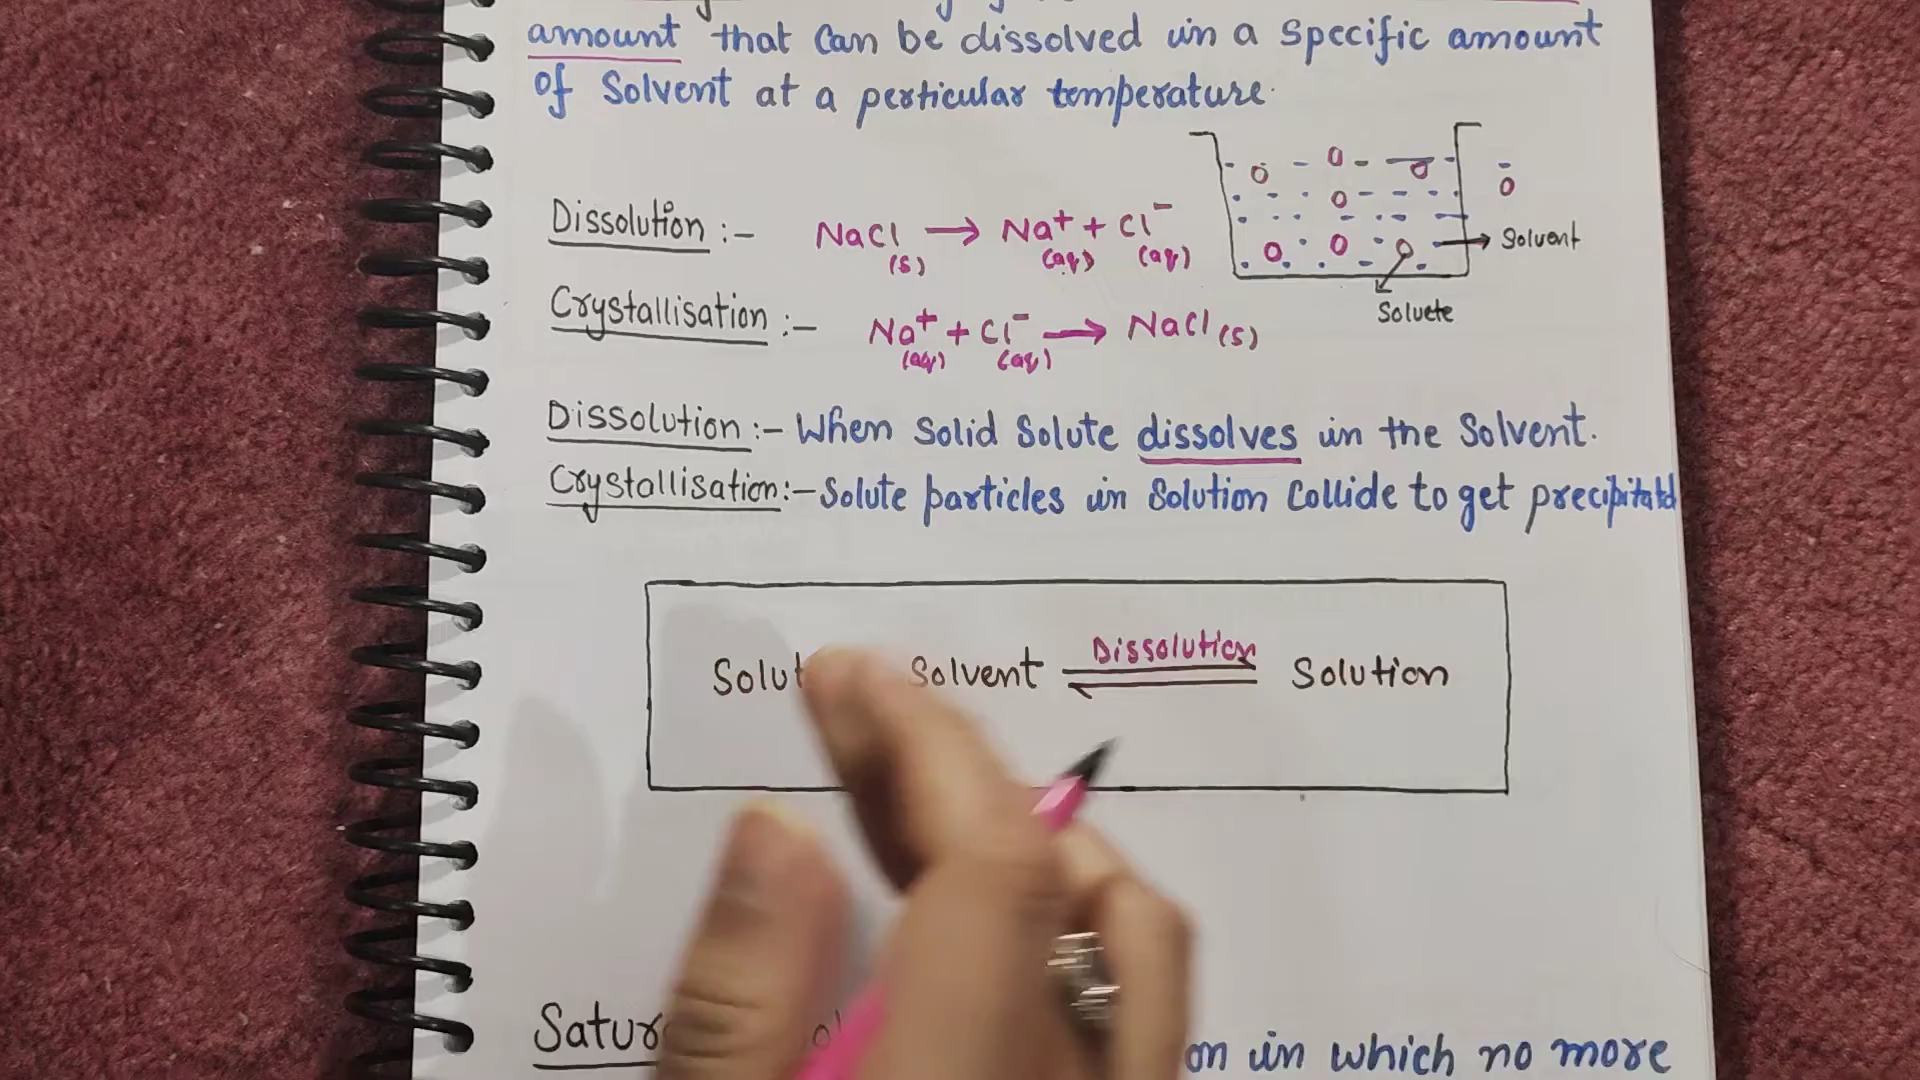 amount that can be dissolved in a specific amount
of Solvent at a perticular temperature.
Dissolution :- NaCl (s) → Na+ (aq) + Cl- (aq)
Solvent
Soluete
Crystallisation :- Na+ (aq) + Cl- (aq) → NaCl (s)
Dissolution :- When Solid Solute dissolves in the Solvent.
Crystallisation :- Solute particles in Solution Collide to get precipitated
Solvent ⇌ Solution
Dissolution
on in which no more